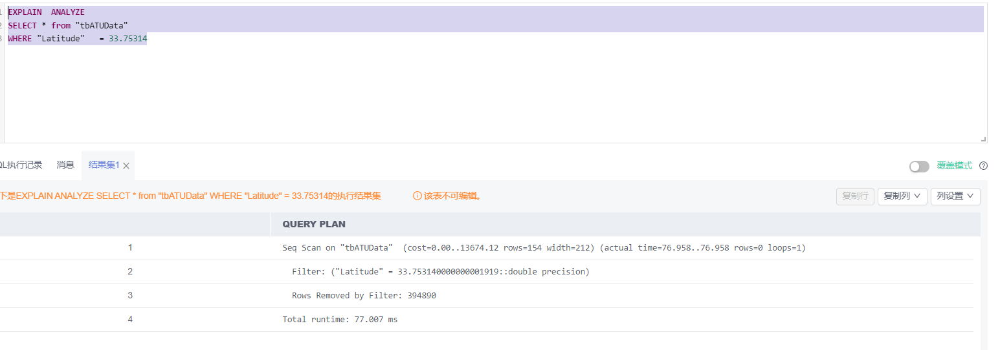 EXPLAIN  ANALYZE
2 SELECT * from "tbATUData"
WHERE "Latitude"   = 33.75314
QL执行记录 消息 结果集1 覆盖模式
下是EXPLAIN ANALYZE SELECT * from "tbATUData" WHERE "Latitude" = 33.75314的执行结果集 该表不可编辑。 复制行 复制列 列设置
QUERY PLAN
1 Seq Scan on "tbATUData"  (cost=0.00..13674.12 rows=154 width=212) (actual time=76.958..76.958 rows=0 loops=1)
2 Filter: ("Latitude" = 33.753140000000001919::double precision)
3 Rows Removed by Filter: 394890
4 Total runtime: 77.007 ms